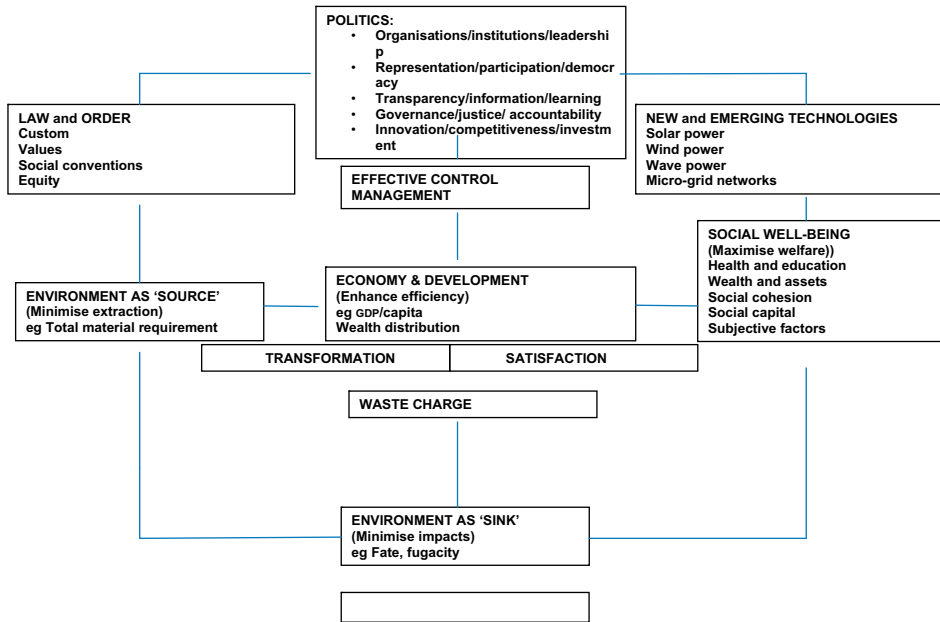 POLITICS:
• Organisations/institutions/leadershi
p
• Representation/participation/democ
racy
• Transparency/information/learning
• Governance/justice/ accountability
• Innovation/competitiveness/investm
ent
LAW and ORDER
Custom
Values
Social conventions
Equity
NEW and EMERGING TECHNOLOGIES
Solar power
Wind power
Wave power
Micro-grid networks
EFFECTIVE CONTROL
MANAGEMENT
SOCIAL WELL-BEING
(Maximise welfare))
Health and education
Wealth and assets
Social cohesion
Social capital
Subjective factors
ECONOMY & DEVELOPMENT
(Enhance efficiency)
eg GDP/capita
Wealth distribution
ENVIRONMENT AS ‘SOURCE’
(Minimise extraction)
eg Total material requirement
TRANSFORMATION
SATISFACTION
WASTE CHARGE
ENVIRONMENT AS ‘SINK’
(Minimise impacts)
eg Fate, fugacity